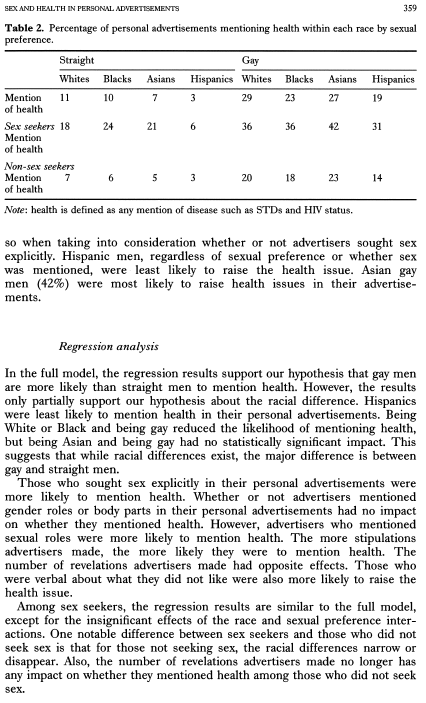 SEX AND HEALTH IN PERSONAL ADVERTISEMENTS 359
Table 2. Percentage of personal advertisements mentioning health within each race by sexual
preference.
Straight Gay
Whites Blacks Asians Hispanics Whites Blacks Asians Hispanics
Mention 11 10 7 3 29 23 27 19
of health
Sex seekers 18 24 21 6 36 36 42 31
Mention
of health
Non-sex seekers
Mention 7 6 5 3 20 18 23 14
of health
Note: health is defined as any mention of disease such as STDs and HIV status.
so when taking into consideration whether or not advertisers sought sex
explicitly. Hispanic men, regardless of sexual preference or whether sex
was mentioned, were least likely to raise the health issue. Asian gay
men (42%) were most likely to raise health issues in their advertise-
ments.
Regression analysis
In the full model, the regression results support our hypothesis that gay men
are more likely than straight men to mention health. However, the results
only partially support our hypothesis about the racial difference. Hispanics
were least likely to mention health in their personal advertisements. Being
White or Black and being gay reduced the likelihood of mentioning health,
but being Asian and being gay had no statistically significant impact. This
suggests that while racial differences exist, the major difference is between
gay and straight men.
Those who sought sex explicitly in their personal advertisements were
more likely to mention health. Whether or not advertisers mentioned
gender roles or body parts in their personal advertisements had no impact
on whether they mentioned health. However, advertisers who mentioned
sexual roles were more likely to mention health. The more stipulations
advertisers made, the more likely they were to mention health. The
number of revelations advertisers made had opposite effects. Those who
were verbal about what they did not like were also more likely to raise the
health issue.
Among sex seekers, the regression results are similar to the full model,
except for the insignificant effects of the race and sexual preference inter-
actions. One notable difference between sex seekers and those who did not
seek sex is that for those not seeking sex, the racial differences narrow or
disappear. Also, the number of revelations advertisers made no longer has
any impact on whether they mentioned health among those who did not seek
sex.